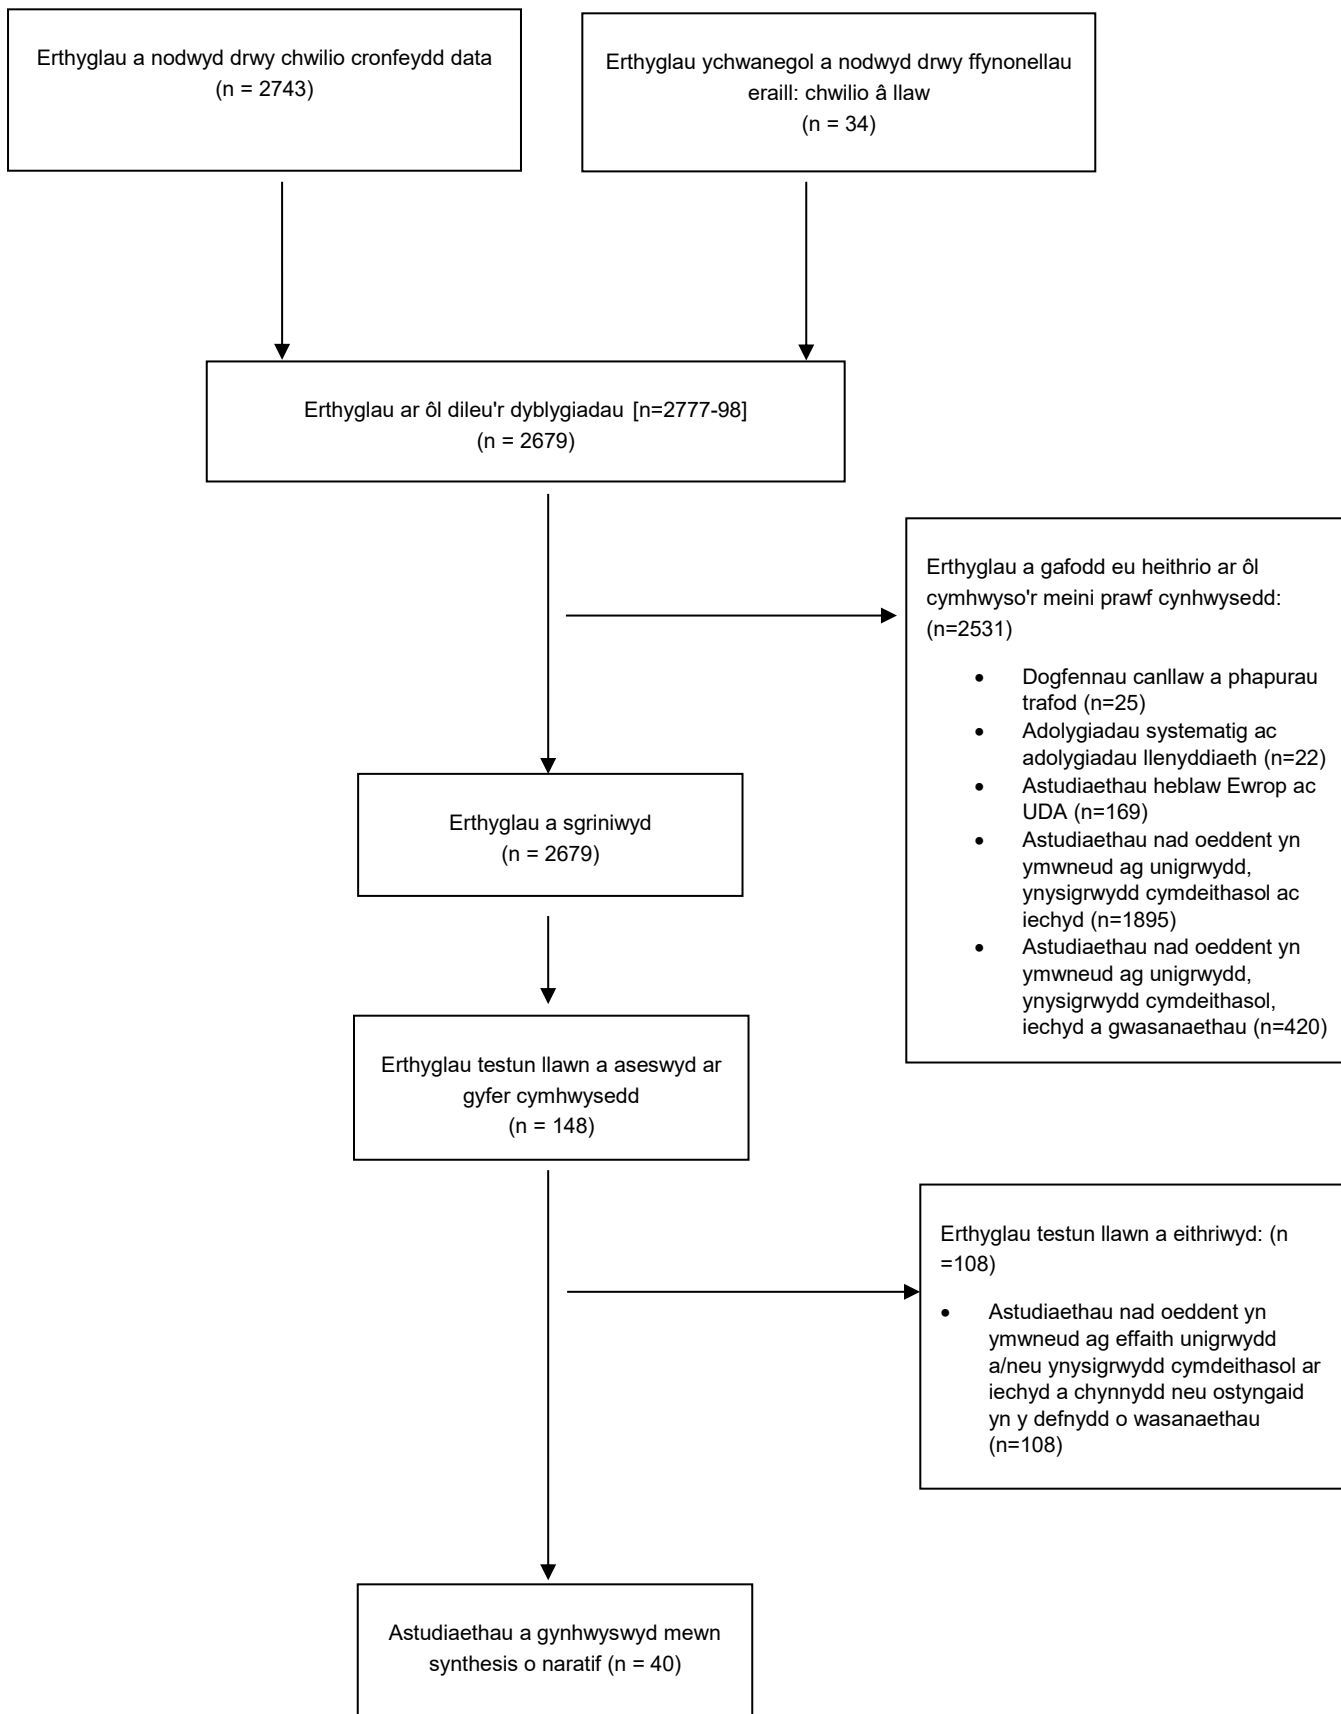 Erthyglau a nodwyd drwy chwilio cronfeydd data
(n = 2743)
Erthyglau ychwanegol a nodwyd drwy ffynonellau
eraill: chwilio â llaw
(n = 34)
Erthyglau ar ôl dileu'r dyblygiadau [n=2777-98]
(n = 2679)
Erthyglau a gafodd eu heithrio ar ôl
cymhwyso'r meini prawf cynhwysedd:
(n=2531)
• Dogfennau canllaw a phapurau
trafod (n=25)
• Adolygiadau systematig ac
adolygiadau llenyddiaeth (n=22)
• Astudiaethau heblaw Ewrop ac
UDA (n=169)
• Astudiaethau nad oeddent yn
ymwneud ag unigrwydd,
ynysigrwydd cymdeithasol ac
iechyd (n=1895)
• Astudiaethau nad oeddent yn
ymwneud ag unigrwydd,
ynysigrwydd cymdeithasol,
iechyd a gwasanaethau (n=420)
Erthyglau a sgriniwyd
(n = 2679)
Erthyglau testun llawn a aseswyd ar
gyfer cymhwysedd
(n = 148)
Erthyglau testun llawn a eithriwyd: (n
=108)
• Astudiaethau nad oeddent yn
ymwneud ag effaith unigrwydd
a/neu ynysigrwydd cymdeithasol ar
iechyd a chynnydd neu ostyngaid
yn y defnydd o wasanaethau
(n=108)
Astudiaethau a gynhwyswyd mewn
synthesis o naratif (n = 40)